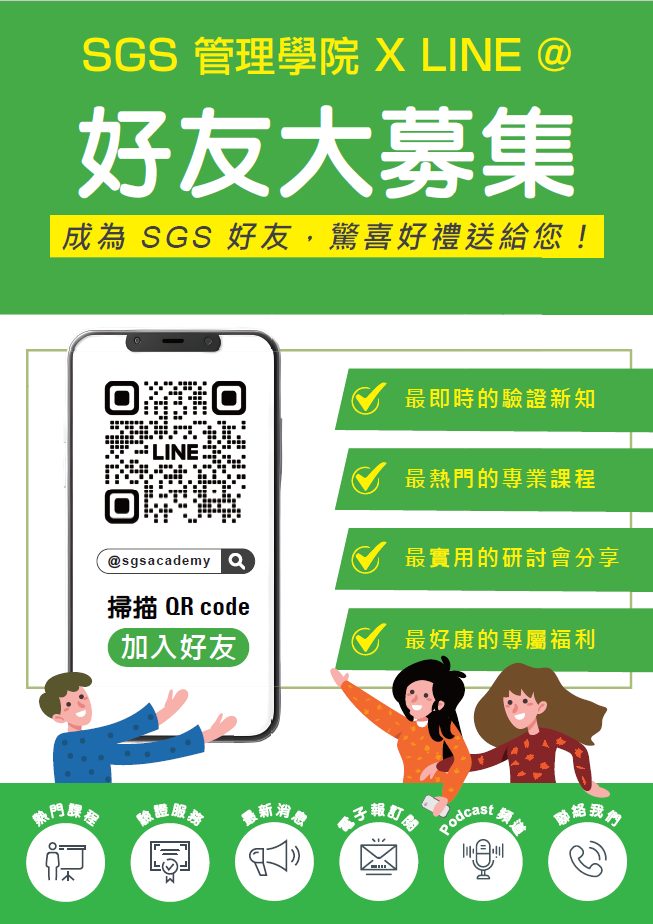 SGS 管理學院 X LINE @
好友大募集
成為 SGS 好友，驚喜好禮送給您！
LINE
@sgsacademy
掃描 QR code
加入好友
最即時的驗證新知
最熱門的專業課程
最實用的研討會分享
最好康的專屬福利
熱門課程
驗證服務
最新消息
電子報訂閱
Podcast 頻道
聯絡我們